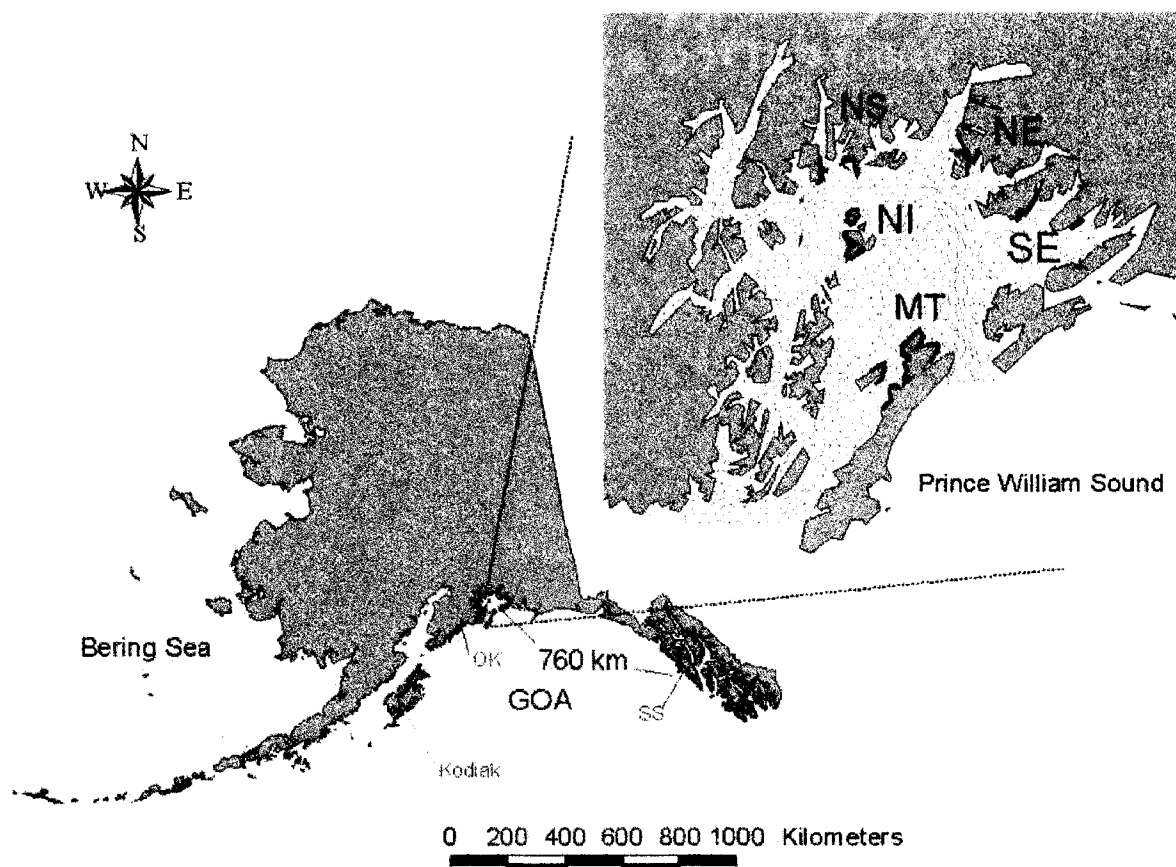 N
W E
S
NS
NE
NI
SE
MT
Prince William Sound
Bering Sea
OK
760 km
GOA
SS
Kodiak
0 200 400 600 800 1000 Kilometers